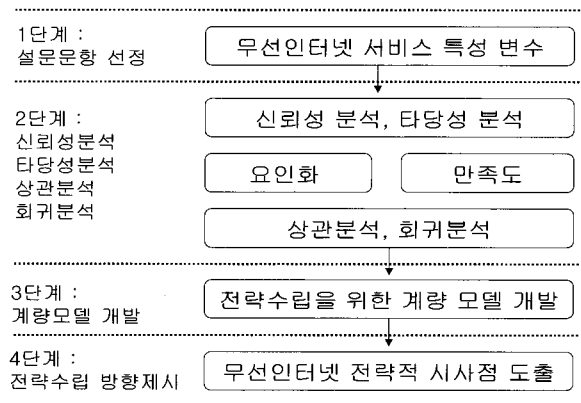 1단계 :
설문문항 선정
무선인터넷 서비스 특성 변수
2단계 :
신뢰성분석
타당성분석
상관분석
회귀분석
신뢰성 분석, 타당성 분석
요인화
만족도
상관분석, 회귀분석
3단계 :
계량모델 개발
전략수립을 위한 계량 모델 개발
4단계 :
전략수립 방향제시
무선인터넷 전략적 시사점 도출